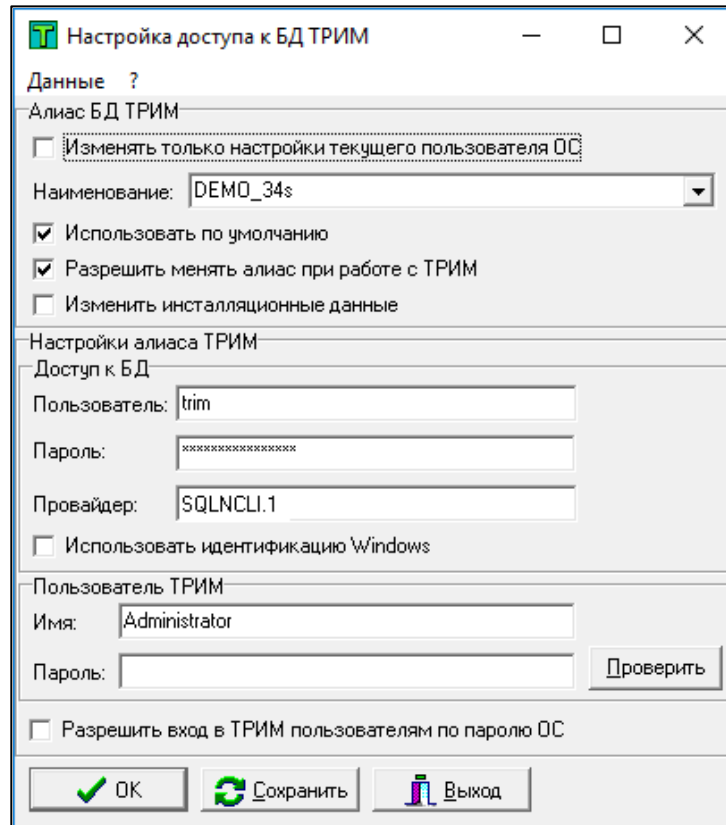 Настройка доступа к БД ТРИМ
Данные ?
Алиас БД ТРИМ
Изменять только настройки текущего пользователя ОС
Наименование: DEMO_34s
Использовать по умолчанию
Разрешить менять алиас при работе с ТРИМ
Изменить инсталляционные данные
Настройки алиаса ТРИМ
Доступ к БД
Пользователь: trim
Пароль: ****************
Провайдер: SQLNCLI.1
Использовать идентификацию Windows
Пользователь ТРИМ
Имя: Administrator
Пароль: Проверить
Разрешить вход в ТРИМ пользователям по паролю ОС
OK Сохранить Выход